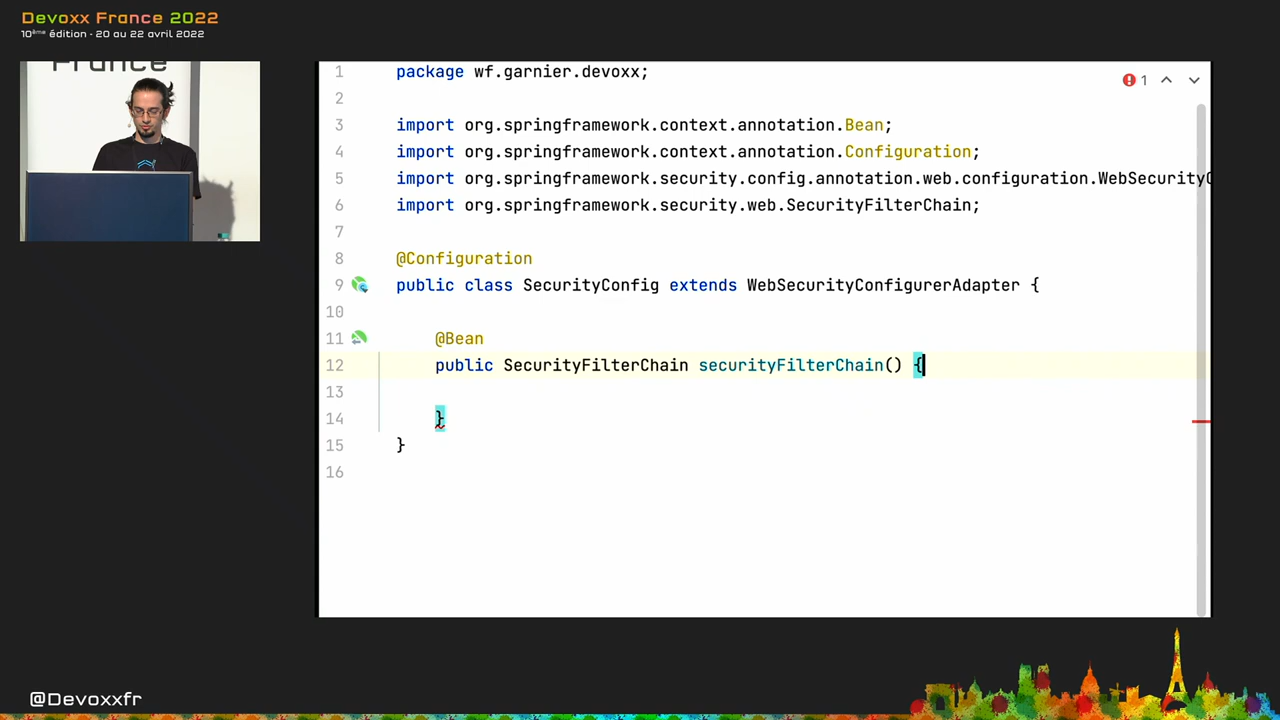 Devoxx France 2022
10ème édition - 20 au 22 avril 2022
France
1 package wf.garnier.devoxx;
1
2
3 import org.springframework.context.annotation.Bean;
4 import org.springframework.context.annotation.Configuration;
5 import org.springframework.security.config.annotation.web.configuration.WebSecurityC
6 import org.springframework.security.web.SecurityFilterChain;
7
8 @Configuration
9 public class SecurityConfig extends WebSecurityConfigurerAdapter {
10
11 @Bean
12 public SecurityFilterChain securityFilterChain() {
13
14 }
15 }
16
@Devoxxfr